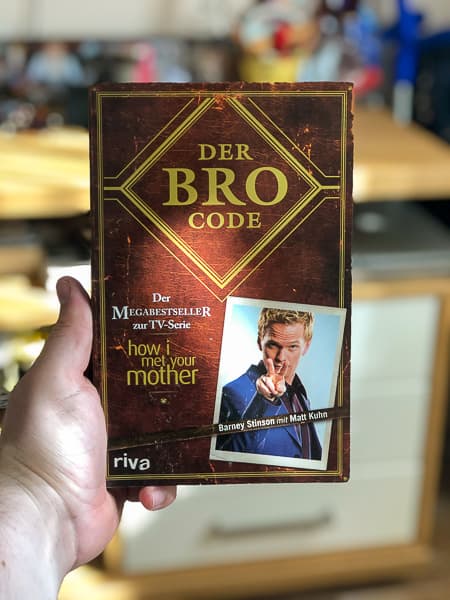 DER
BRO
CODE
Der
MEGABESTSELLER
zur TV-Serie
how i
met your
mother
Barney Stinson mit Matt Kuhn
riva